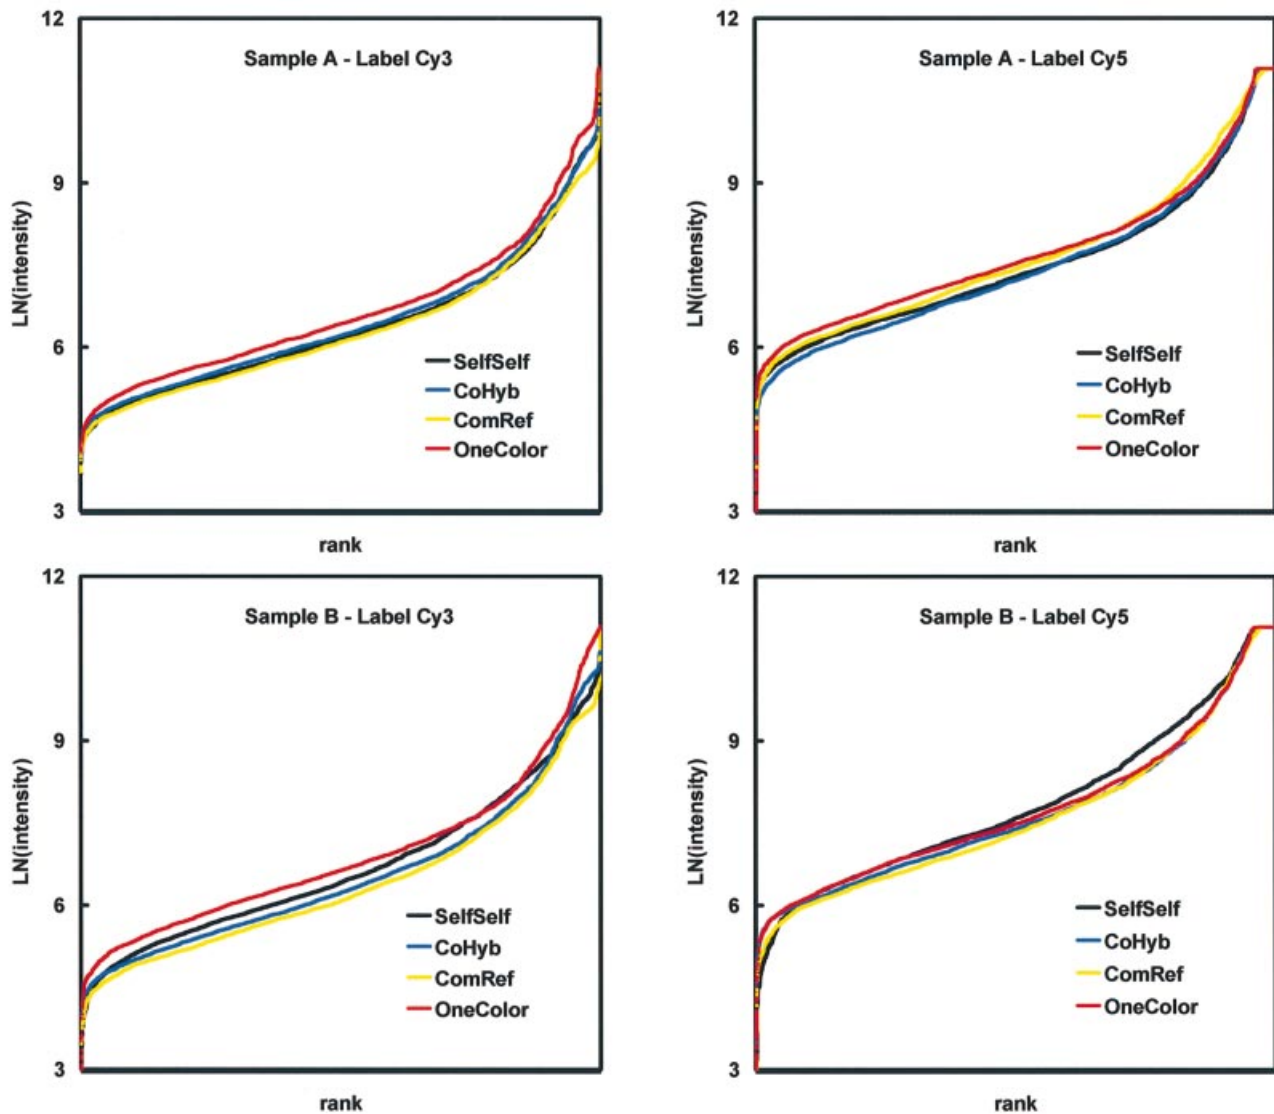 12
Sample A - Label Cy3
9
LN(intensity)
6
SelfSelf
CoHyb
ComRef
OneColor
3
rank
12
Sample A - Label Cy5
9
LN(intensity)
6
SelfSelf
CoHyb
ComRef
OneColor
3
rank
12
Sample B - Label Cy3
9
LN(intensity)
6
SelfSelf
CoHyb
ComRef
OneColor
3
rank
12
Sample B - Label Cy5
9
LN(intensity)
6
SelfSelf
CoHyb
ComRef
OneColor
3
rank